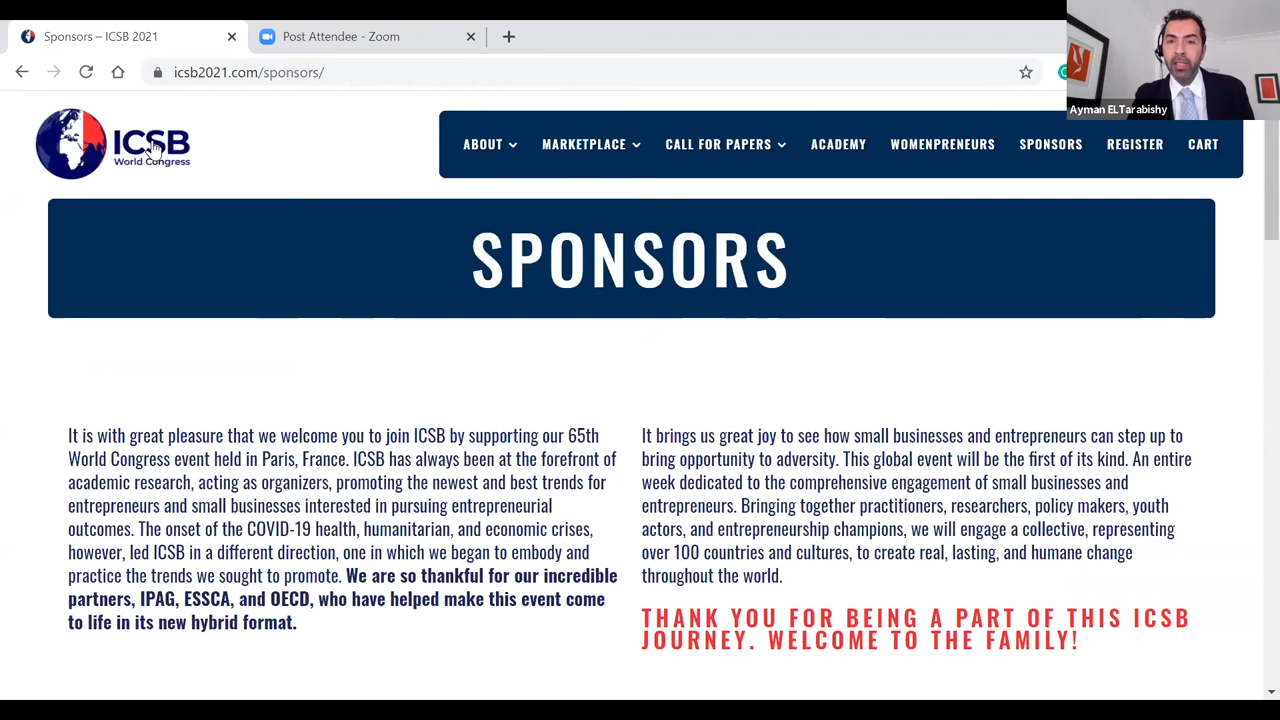 Sponsors – ICSB 2021
Post Attendee - Zoom
icsb2021.com/sponsors/
Ayman ELTarabishy
ICSB
World Congress
ABOUT
MARKETPLACE
CALL FOR PAPERS
ACADEMY
WOMENPRENEURS
SPONSORS
REGISTER
CART
SPONSORS
It is with great pleasure that we welcome you to join ICSB by supporting our 65th
World Congress event held in Paris, France. ICSB has always been at the forefront of
academic research, acting as organizers, promoting the newest and best trends for
entrepreneurs and small businesses interested in pursuing entrepreneurial
outcomes. The onset of the COVID-19 health, humanitarian, and economic crises,
however, led ICSB in a different direction, one in which we began to embody and
practice the trends we sought to promote. We are so thankful for our incredible
partners, IPAG, ESSCA, and OECD, who have helped make this event come
to life in its new hybrid format.
It brings us great joy to see how small businesses and entrepreneurs can step up to
bring opportunity to adversity. This global event will be the first of its kind. An entire
week dedicated to the comprehensive engagement of small businesses and
entrepreneurs. Bringing together practitioners, researchers, policy makers, youth
actors, and entrepreneurship champions, we will engage a collective, representing
over 100 countries and cultures, to create real, lasting, and humane change
throughout the world.
THANK YOU FOR BEING A PART OF THIS ICSB
JOURNEY. WELCOME TO THE FAMILY!